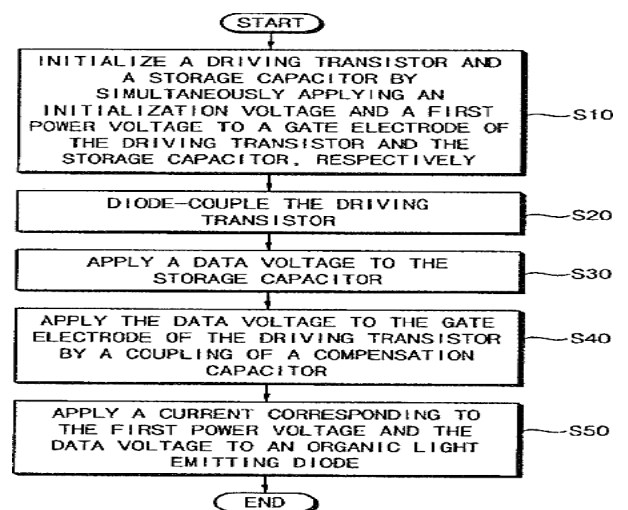 START
INITIALIZE A DRIVING TRANSISTOR AND
A STORAGE CAPACITOR BY
SIMULTANEOUSLY APPLYING AN
INITIALIZATION VOLTAGE AND A FIRST
POWER VOLTAGE TO A GATE ELECTRODE OF
THE DRIVING TRANSISTOR AND THE
STORAGE CAPACITOR, RESPECTIVELY
S10
DIODE-COUPLE THE DRIVING
TRANSISTOR
S20
APPLY A DATA VOLTAGE TO THE
STORAGE CAPACITOR
S30
APPLY THE DATA VOLTAGE TO THE GATE
ELECTRODE OF THE DRIVING TRANSISTOR
BY A COUPLING OF A COMPENSATION
CAPACITOR
S40
APPLY A CURRENT CORRESPONDING TO
THE FIRST POWER VOLTAGE AND THE
DATA VOLTAGE TO AN ORGANIC LIGHT
EMITTING DIODE
S50
END